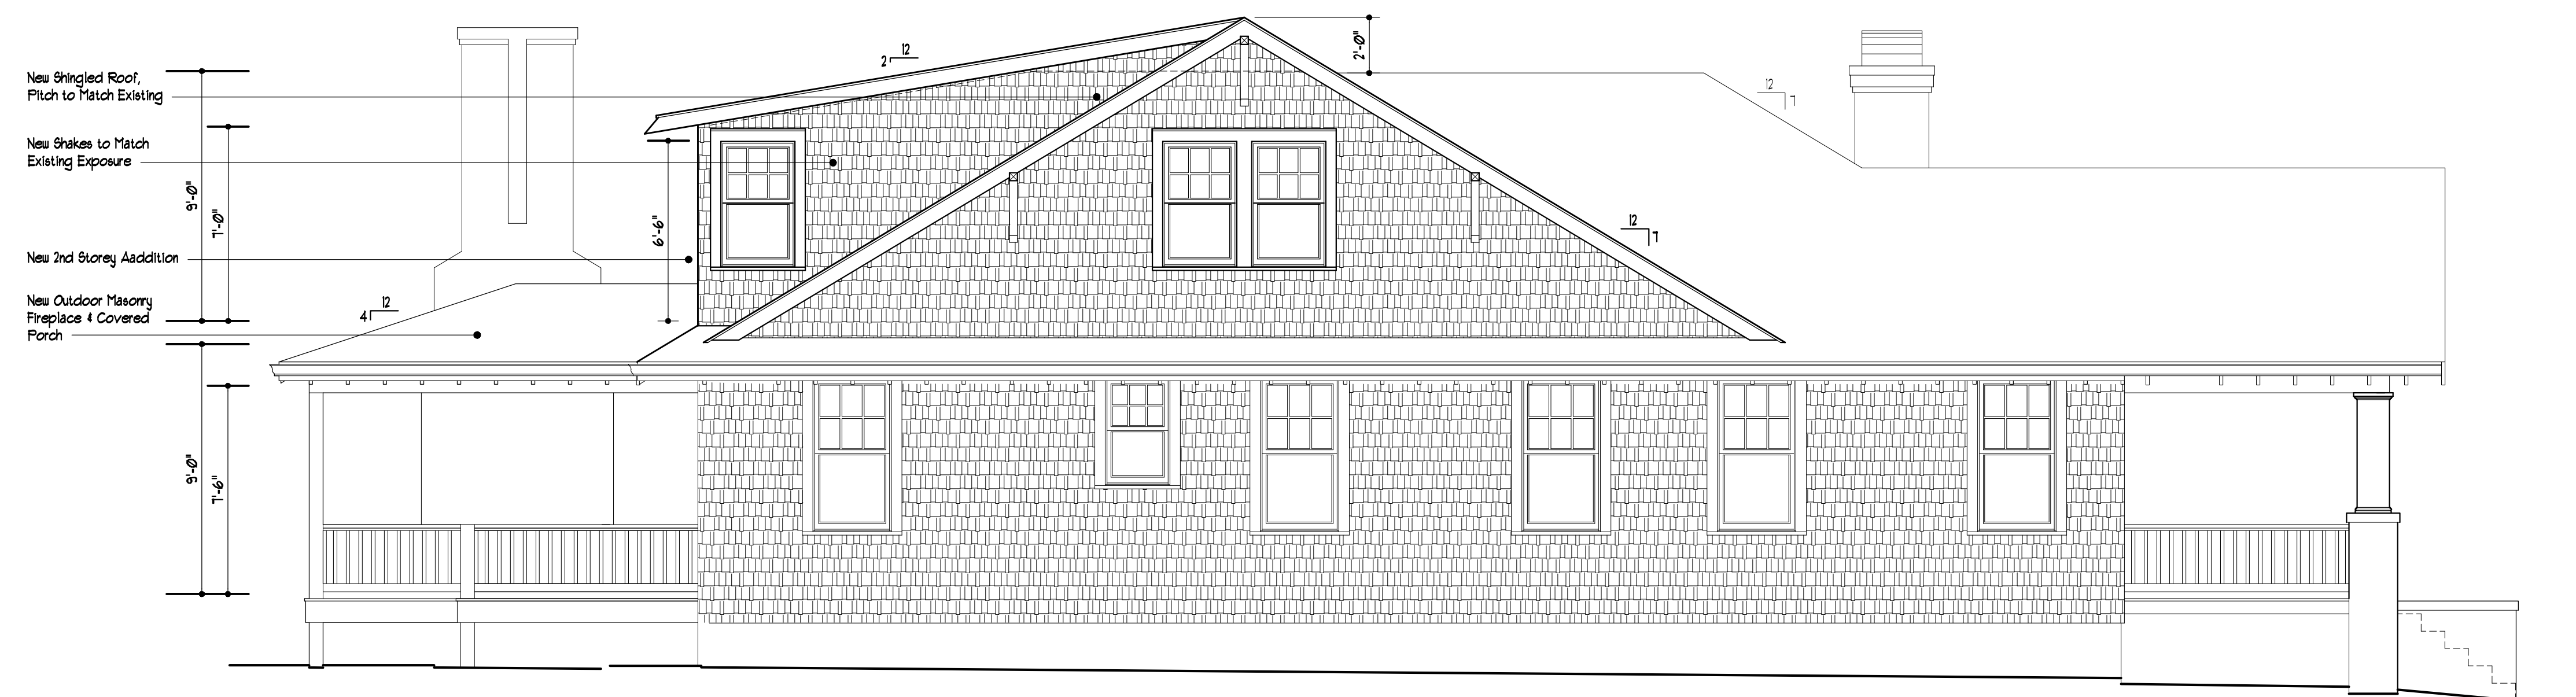 New Shingled Roof,
Pitch to Match Existing
New Shakes to Match
Existing Exposure
New 2nd Storey Aaddition
New Outdoor Masonry
Fireplace & Covered
Porch
9'-0"
7'-0"
9'-0"
7'-6"
6'-6"
12
4
12
2
2'-0"
12
7
12
7